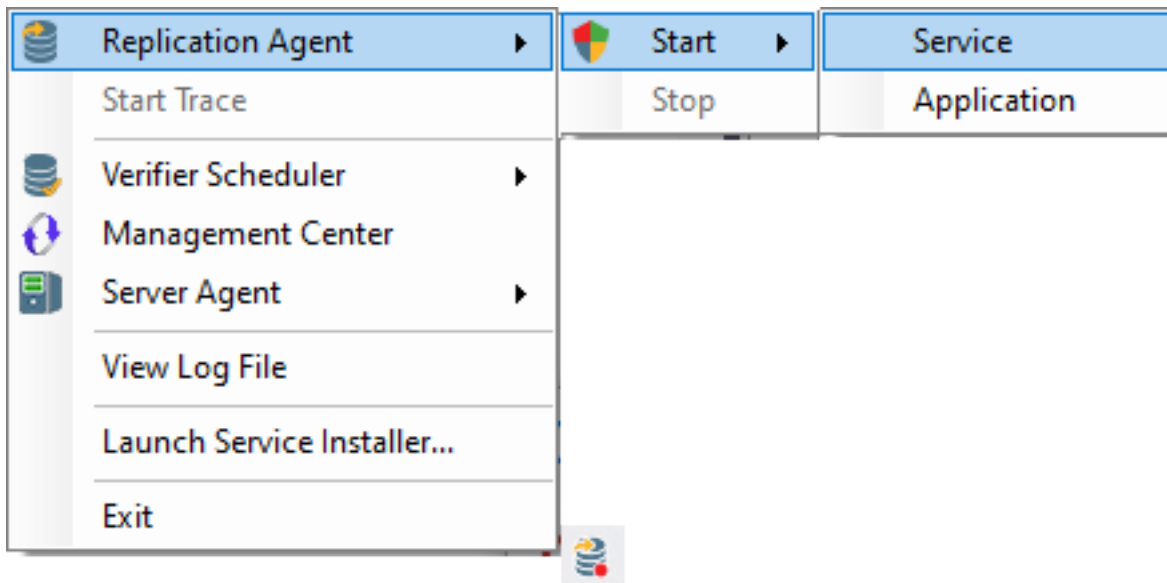 Replication Agent
Start Trace
Verifier Scheduler
Management Center
Server Agent
View Log File
Launch Service Installer...
Exit
Start
Stop
Service
Application